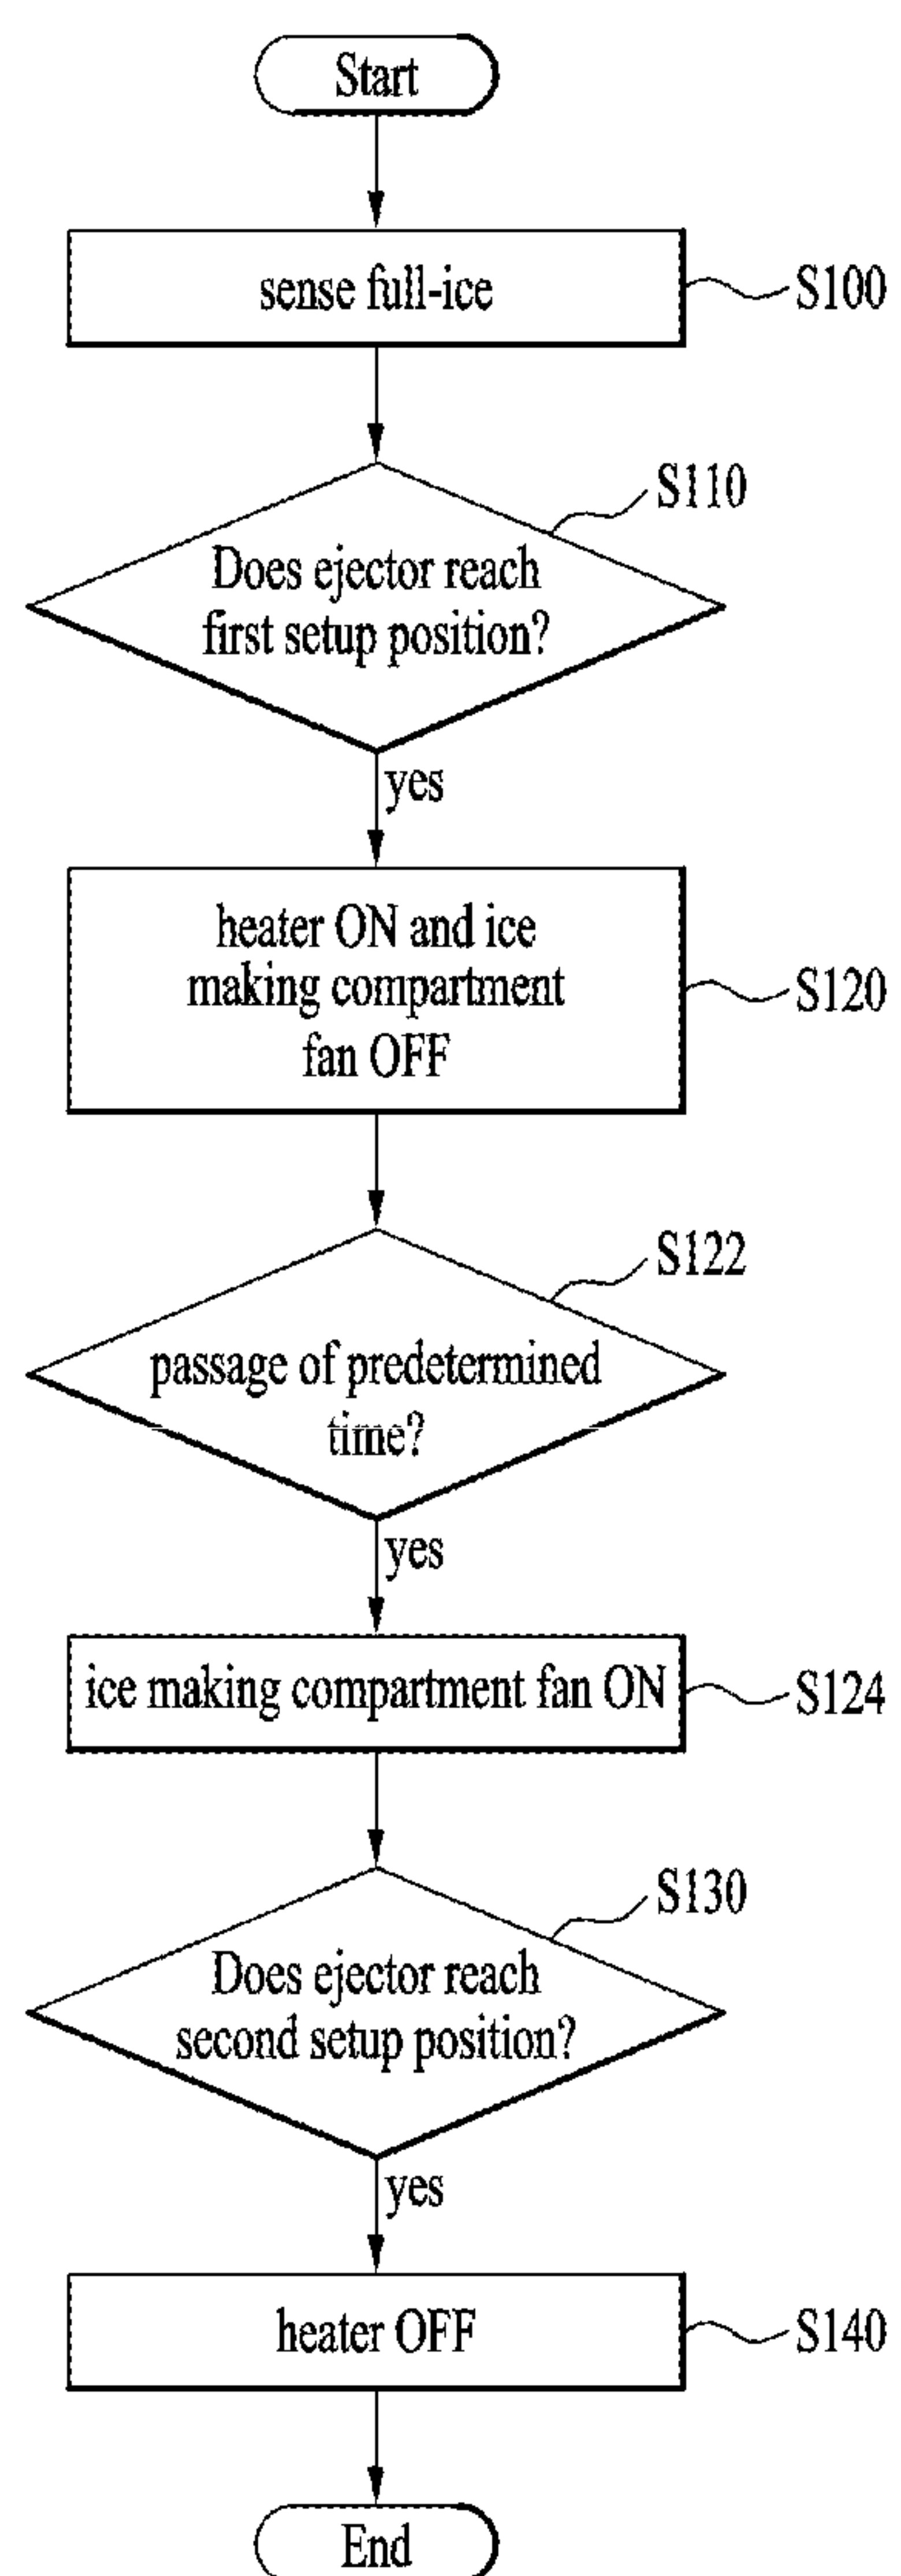 Start
sense full-ice
S100
S110
Does ejector reach
first setup position?
yes
heater ON and ice
making compartment
fan OFF
S120
S122
passage of predetermined
time?
yes
ice making compartment fan ON
S124
S130
Does ejector reach
second setup position?
yes
heater OFF
S140
End